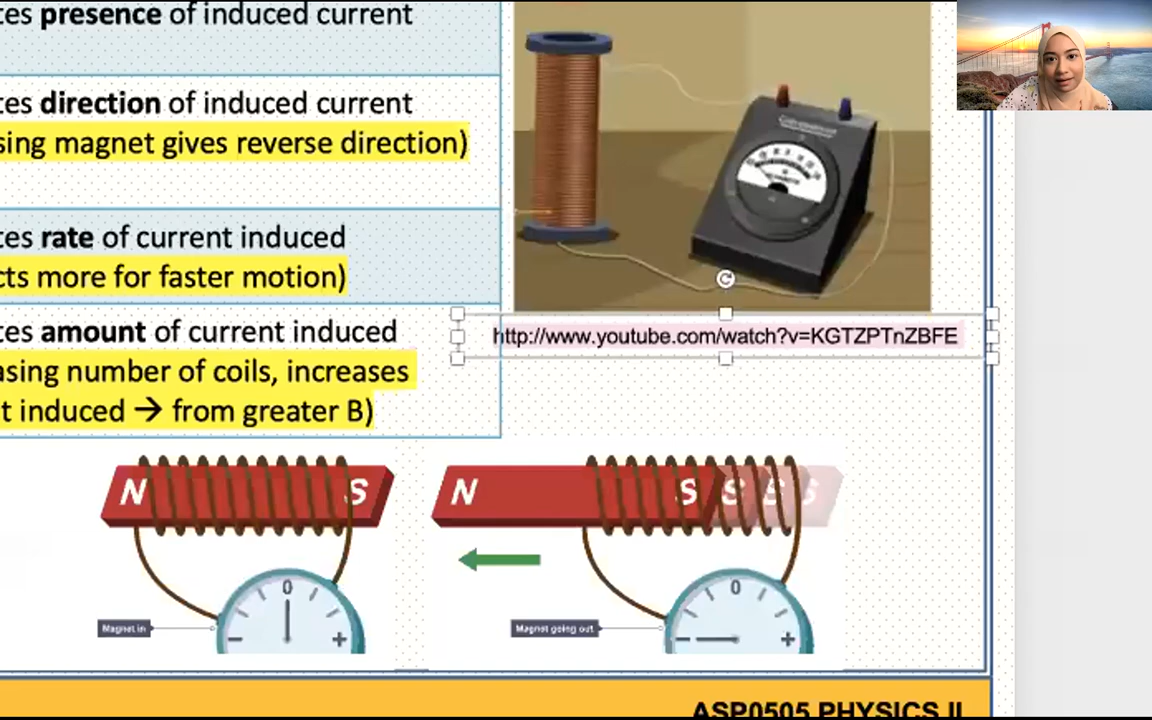 tes presence of induced current
tes direction of induced current
sing magnet gives reverse direction)
tes rate of current induced
cts more for faster motion)
tes amount of current induced
asing number of coils, increases
t induced → from greater B)
http://www.youtube.com/watch?v=KGTZPTnZBFE
N S
N S S S S
0
- +
Magnet in
0
- +
Magnet going out
ASP0505 PHYSICS II